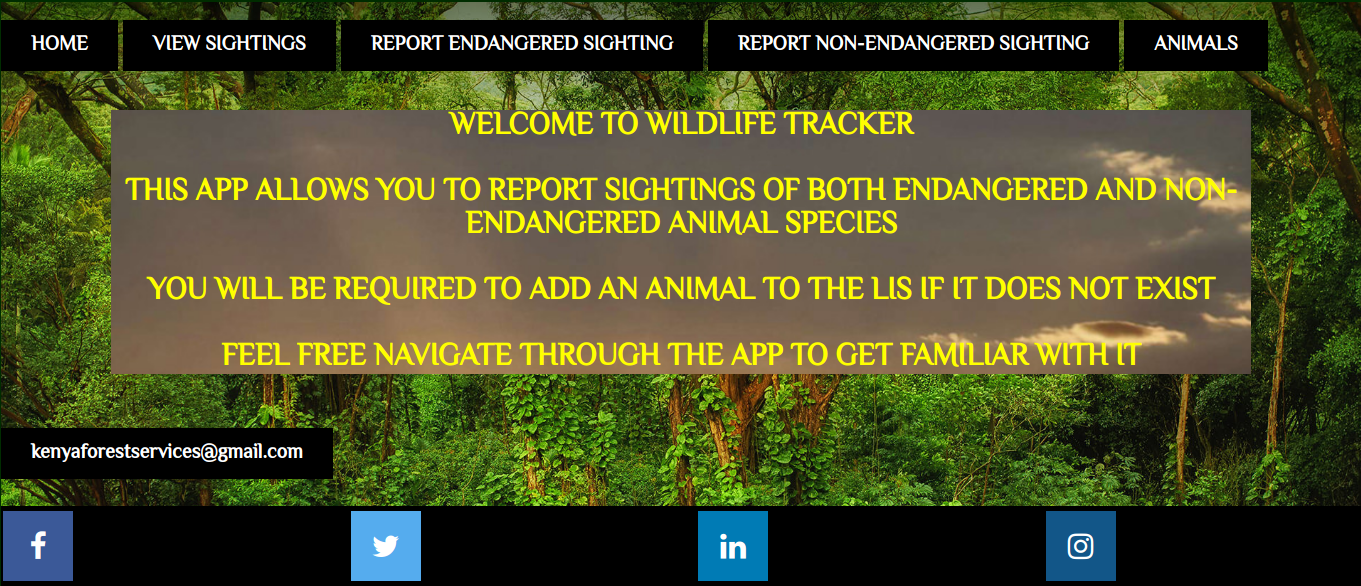 HOME
VIEW SIGHTINGS
REPORT ENDANGERED SIGHTING
REPORT NON-ENDANGERED SIGHTING
ANIMALS
WELCOME TO WILDLIFE TRACKER
THIS APP ALLOWS YOU TO REPORT SIGHTINGS OF BOTH ENDANGERED AND NON-
ENDANGERED ANIMAL SPECIES
YOU WILL BE REQUIRED TO ADD AN ANIMAL TO THE LIS IF IT DOES NOT EXIST
FEEL FREE NAVIGATE THROUGH THE APP TO GET FAMILIAR WITH IT
kenyaforestservices@gmail.com